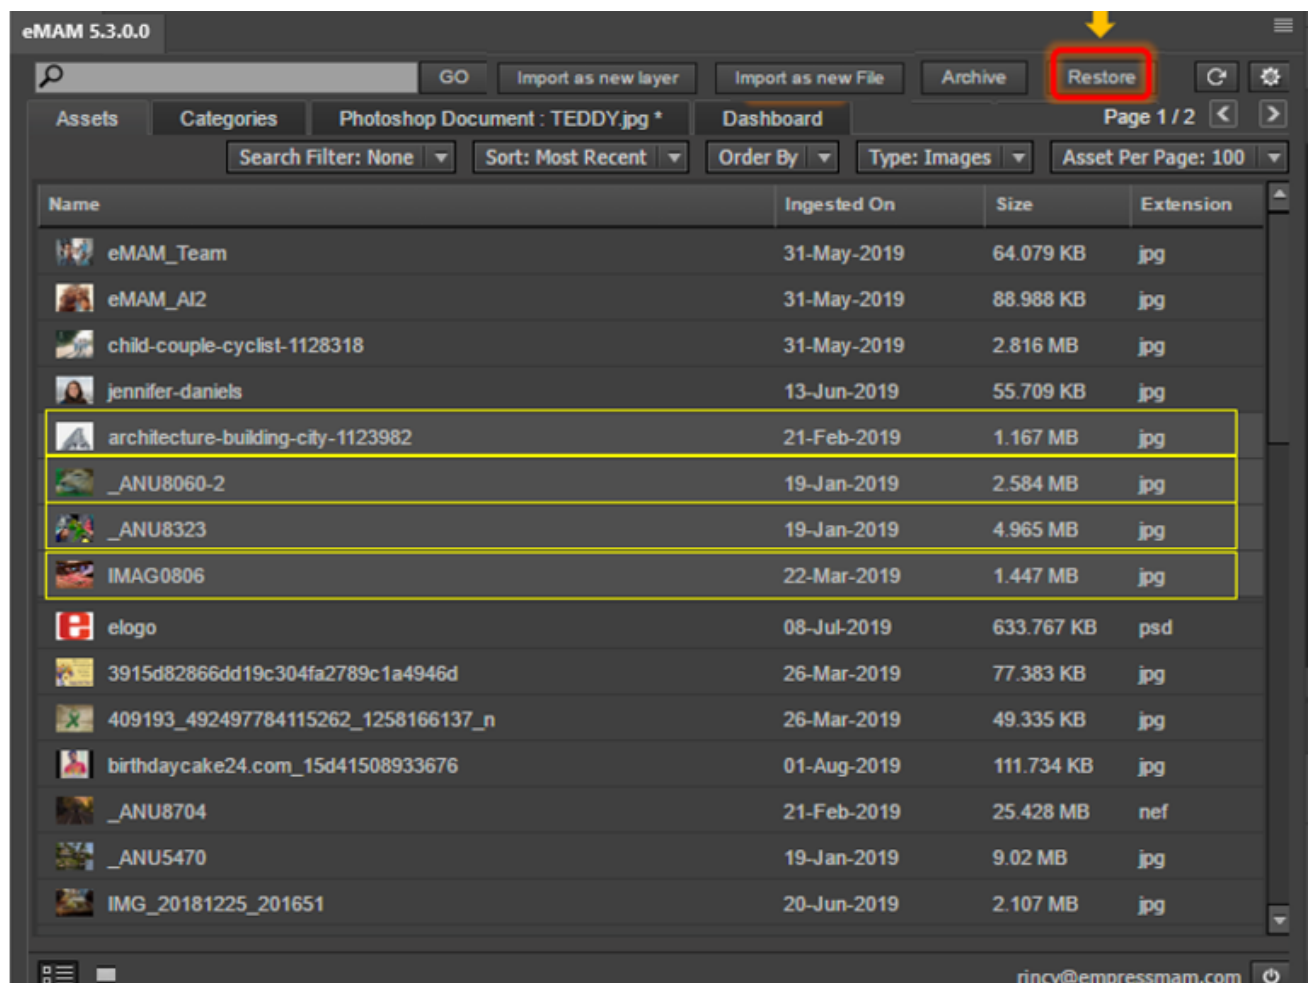 eMAM 5.3.0.0
GO Import as new layer Import as new File Archive Restore
Assets Categories Photoshop Document : TEDDY.jpg * Dashboard Page 1 / 2
Search Filter: None Sort: Most Recent Order By Type: Images Asset Per Page: 100
Name Ingested On Size Extension
eMAM_Team 31-May-2019 64.079 KB jpg
eMAM_AI2 31-May-2019 88.988 KB jpg
child-couple-cyclist-1128318 31-May-2019 2.816 MB jpg
jennifer-daniels 13-Jun-2019 55.709 KB jpg
architecture-building-city-1123982 21-Feb-2019 1.167 MB jpg
_ANU8060-2 19-Jan-2019 2.584 MB jpg
_ANU8323 19-Jan-2019 4.965 MB jpg
IMAG0806 22-Mar-2019 1.447 MB jpg
elogo 08-Jul-2019 633.767 KB psd
3915d82866dd19c304fa2789c1a4946d 26-Mar-2019 77.383 KB jpg
409193_492497784115262_1258166137_n 26-Mar-2019 49.335 KB jpg
birthdaycake24.com_15d41508933676 01-Aug-2019 111.734 KB jpg
_ANU8704 21-Feb-2019 25.428 MB nef
_ANU5470 19-Jan-2019 9.02 MB jpg
IMG_20181225_201651 20-Jun-2019 2.107 MB jpg
rincy@empressmam.com